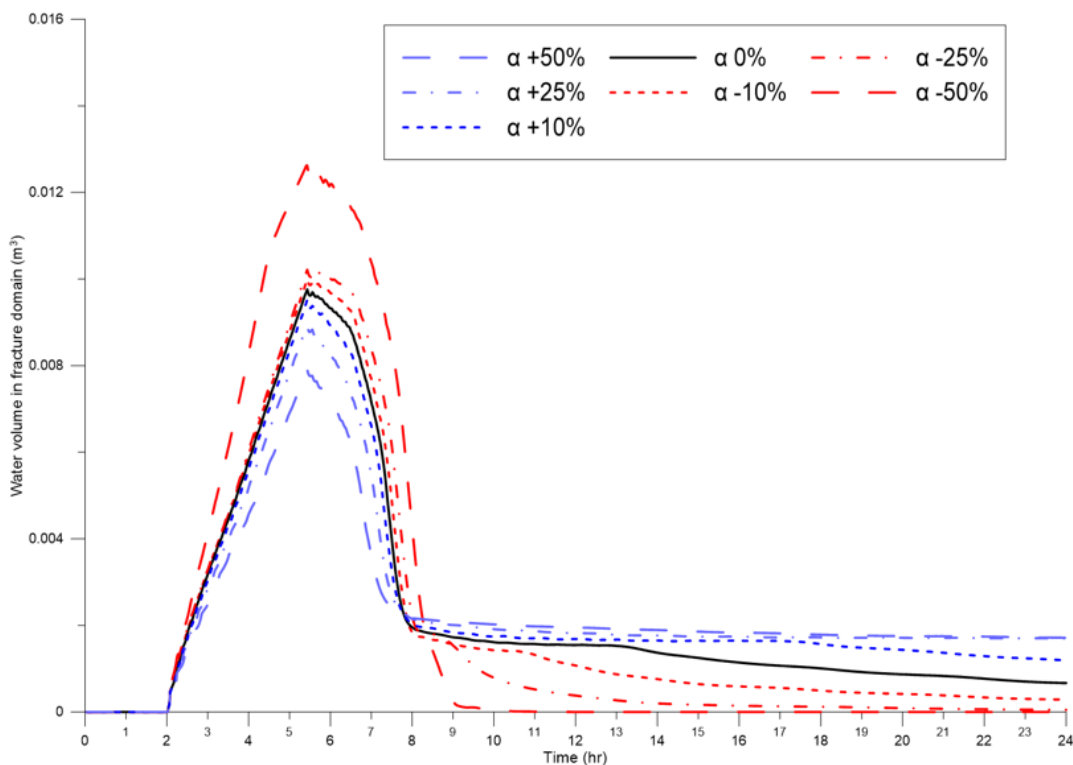 0.016
α +50%
α 0%
α -25%
α +25%
α -10%
α -50%
α +10%
0.012
Water volume in fracture domain (m³)
0.008
0.004
0
0 1 2 3 4 5 6 7 8 9 10 11 12 13 14 15 16 17 18 19 20 21 22 23 24
Time (hr)